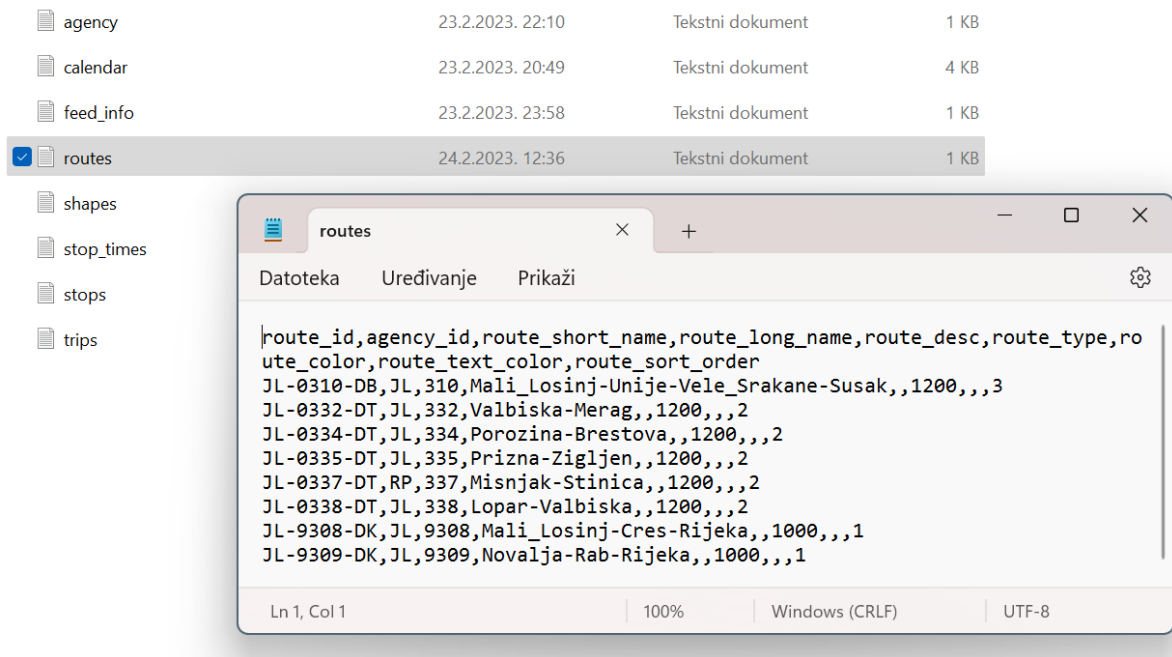 agency 23.2.2023. 22:10 Tekstni dokument 1 KB
calendar 23.2.2023. 20:49 Tekstni dokument 4 KB
feed_info 23.2.2023. 23:58 Tekstni dokument 1 KB
routes 24.2.2023. 12:36 Tekstni dokument 1 KB
shapes
stop_times
stops
trips
routes
Datoteka Uređivanje Prikaži
route_id,agency_id,route_short_name,route_long_name,route_desc,route_type,ro
ute_color,route_text_color,route_sort_order
JL-0310-DB,JL,310,Mali_Losinj-Unije-Vele_Srakane-Susak,,1200,,,3
JL-0332-DT,JL,332,Valbiska-Merag,,1200,,,2
JL-0334-DT,JL,334,Porozina-Brestova,,1200,,,2
JL-0335-DT,JL,335,Prizna-Zigljen,,1200,,,2
JL-0337-DT,RP,337,Misnjak-Stinica,,1200,,,2
JL-0338-DT,JL,338,Lopar-Valbiska,,1200,,,2
JL-9308-DK,JL,9308,Mali_Losinj-Cres-Rijeka,,1000,,,1
JL-9309-DK,JL,9309,Novalja-Rab-Rijeka,,1000,,,1
Ln 1, Col 1 100% Windows (CRLF) UTF-8